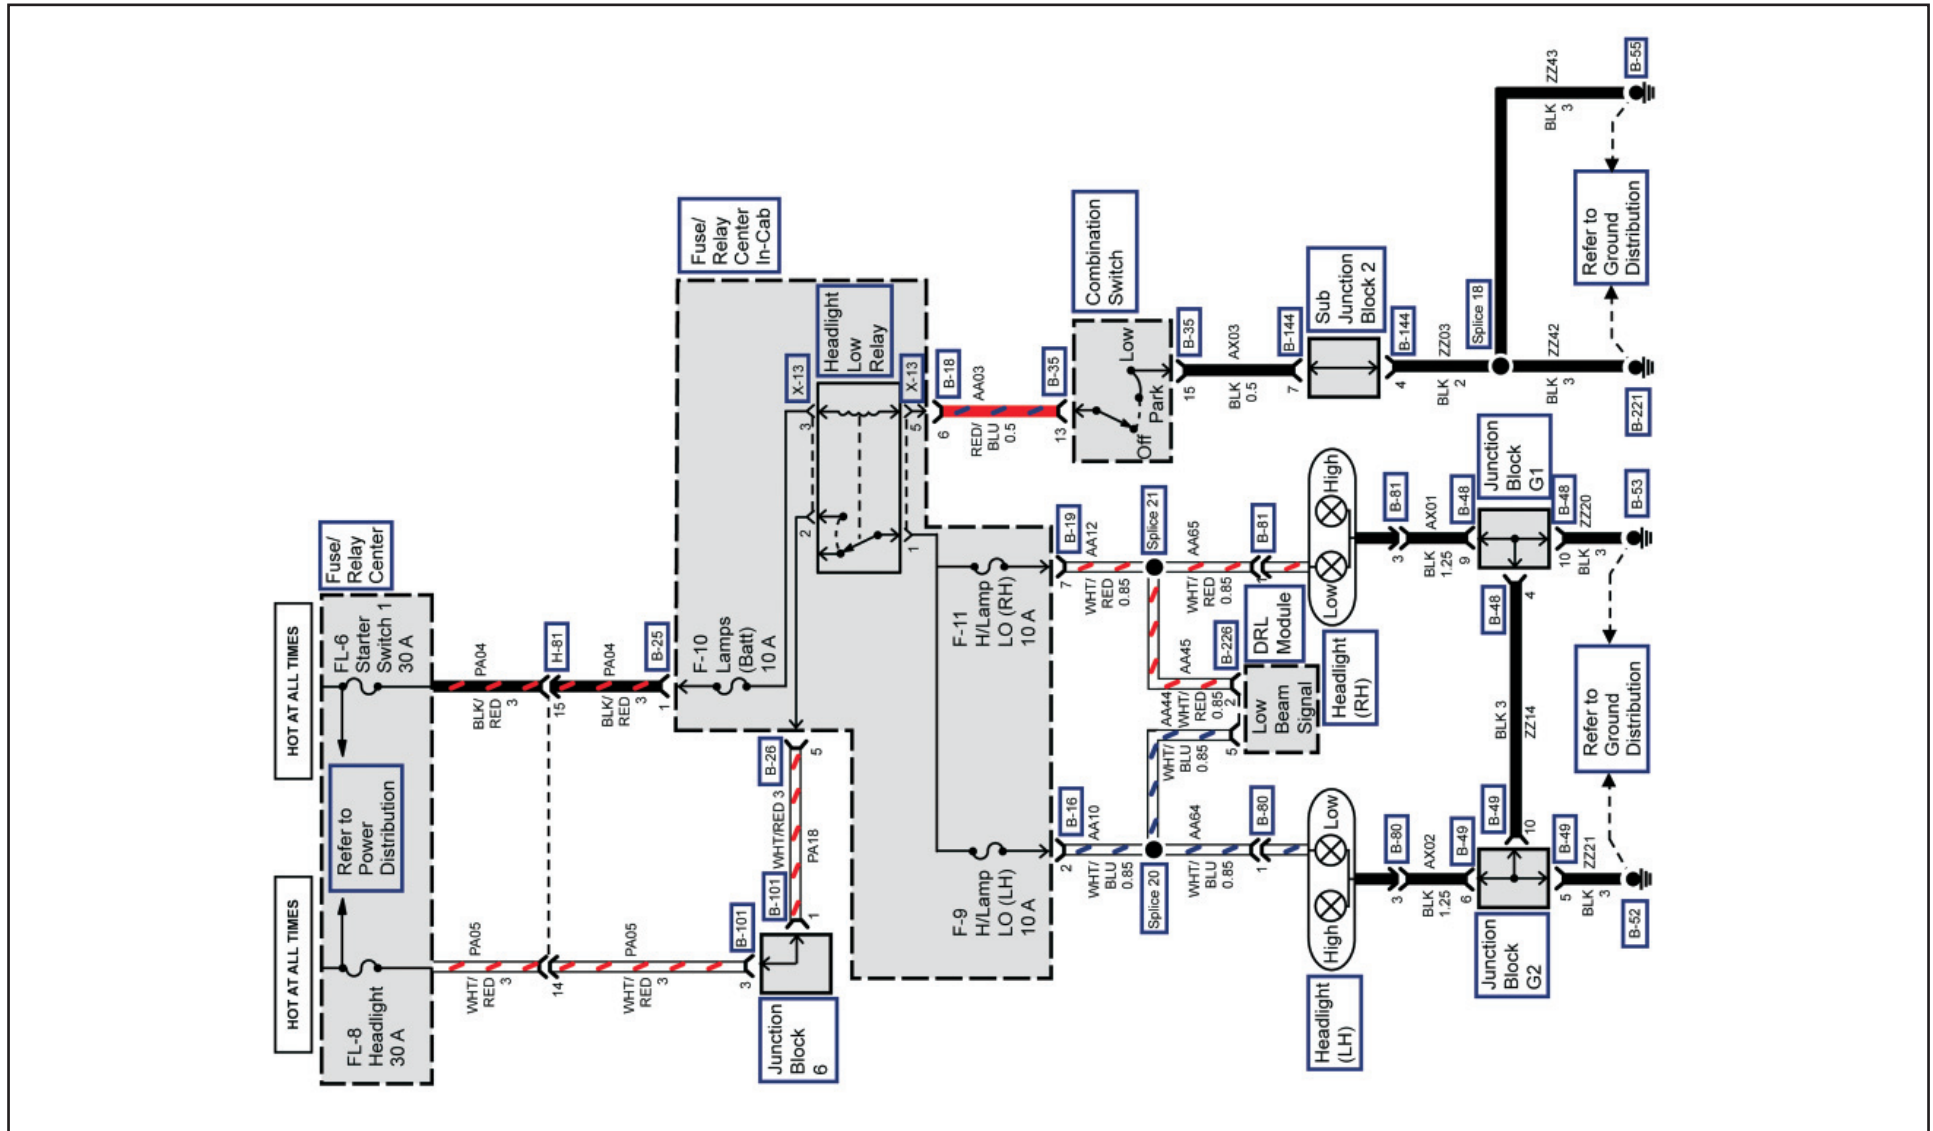 HOT AT ALL TIMES
HOT AT ALL TIMES
FL-8
Headlight
30 A
Refer to
Power
Distribution
FL-6
Starter
Switch 1
30 A
Fuse/
Relay
Center
WHT/
RED
3
PA05
14
WHT/
RED
3
PA05
3
B-101
Junction
Block
6
B-101
1
WHT/RED 3
PA18
B-26
5
BLK/
RED
3
PA04
15
H-81
BLK/
RED
3
PA04
1
B-25
Fuse/
Relay
Center
In-Cab
F-10
Lamps
(Batt)
10 A
X-13
3
2
Headlight
Low
Relay
X-13
5
1
F-9
H/Lamp
LO (LH)
10 A
F-11
H/Lamp
LO (RH)
10 A
6
B-18
RED/
BLU
0.5
AA03
13
B-35
Combination
Switch
Off
Park
Low
15
B-35
BLK
0.5
AX03
7
B-144
Sub
Junction
Block 2
4
B-144
BLK
2
ZZ03
Splice 18
BLK
3
ZZ42
BLK
3
ZZ43
B-221
B-55
Refer to
Ground
Distribution
2
B-16
WHT/
BLU
0.85
AA10
Splice 20
WHT/
BLU
0.85
AA64
1
B-80
WHT/
BLU
0.85
AA44
5
7
B-19
WHT/
RED
0.85
AA12
Splice 21
WHT/
RED
0.85
AA65
1
B-81
WHT/
RED
0.85
AA45
2
B-226
DRL
Module
Low
Beam
Signal
High
Low
Headlight
(LH)
Low
High
Headlight
(RH)
3
B-80
BLK
1.25
AX02
6
B-49
Junction
Block
G2
B-49
10
5
B-49
BLK
3
ZZ21
B-52
BLK 3
ZZ14
3
B-81
BLK
1.25
AX01
9
B-48
Junction
Block
G1
B-48
4
10
B-48
BLK
3
ZZ20
B-53
Refer to
Ground
Distribution